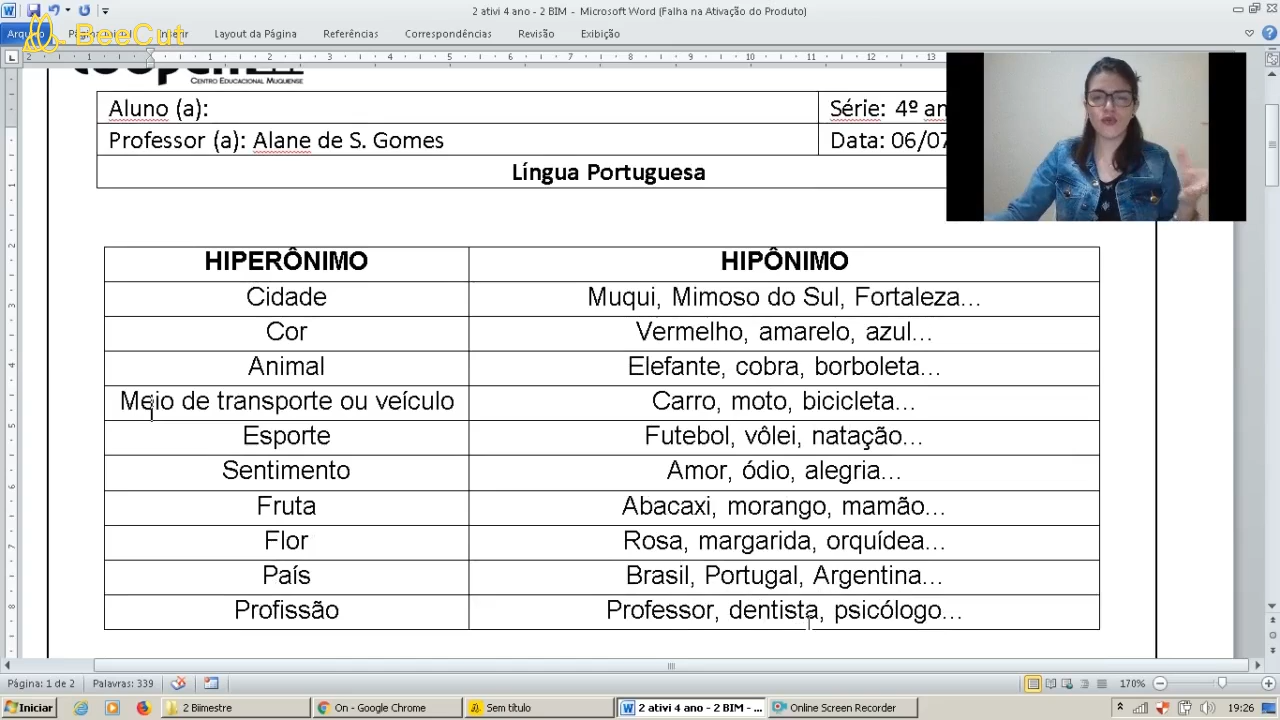 2 ativi 4 ano - 2 BIM - Microsoft Word (Falha na Ativação do Produto)
BeeCut
Layout da Página Referências Correspondências Revisão Exibição
CENTRO EDUCACIONAL MUQUIENSE
Aluno (a): Série: 4º an
Professor (a): Alane de S. Gomes Data: 06/07
Língua Portuguesa
HIPERÔNIMO HIPÔNIMO
Cidade Muqui, Mimoso do Sul, Fortaleza...
Cor Vermelho, amarelo, azul...
Animal Elefante, cobra, borboleta...
Meio de transporte ou veículo Carro, moto, bicicleta...
Esporte Futebol, vôlei, natação...
Sentimento Amor, ódio, alegria...
Fruta Abacaxi, morango, mamão...
Flor Rosa, margarida, orquídea...
País Brasil, Portugal, Argentina...
Profissão Professor, dentista, psicólogo...
Página: 1 de 2 Palavras: 339 170%
Iniciar 2 Biimestre On - Google Chrome Sem título 2 ativi 4 ano - 2 BIM - ... Online Screen Recorder 19:26